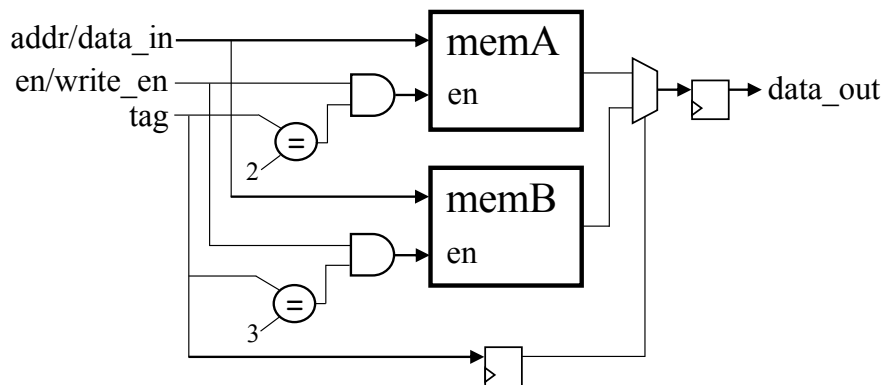 addr/data_in
memA
en/write_en
en
data_out
tag
=
2
memB
en
=
3